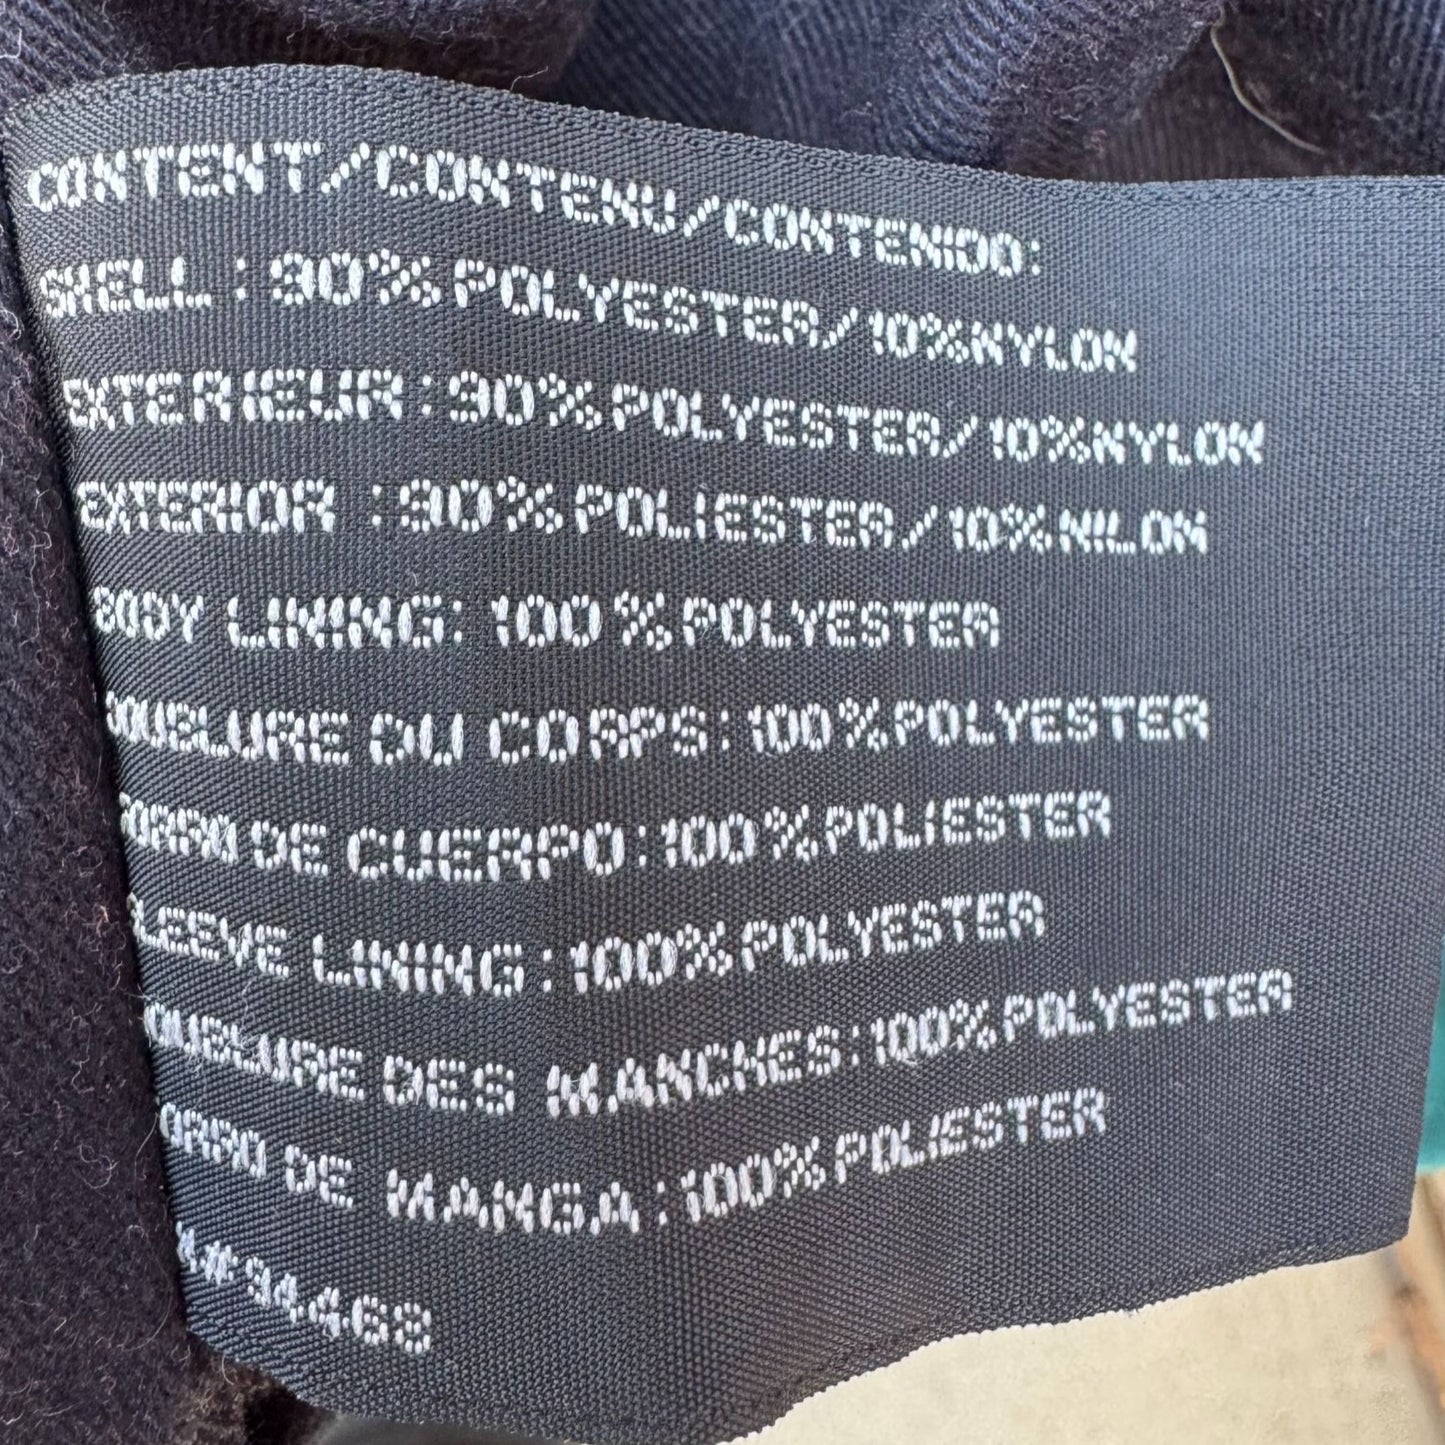 CONTENT/CONTENU/CONTENIDO:
SHELL : 90% POLYESTER/10%NYLON
EXTERIEUR : 90% POLYESTER/10%NYLON
EXTERIOR : 90% POLIESTER/10%NILON
BODY LINING: 100 % POLYESTER
DOUBLURE DU CORPS: 100 % POLYESTER
FORRO DE CUERPO: 100 % POLIESTER
SLEEVE LINING : 100% POLYESTER
DOUBLURE DES MANCHES: 100% POLYESTER
FORRO DE MANGA : 100% POLIESTER